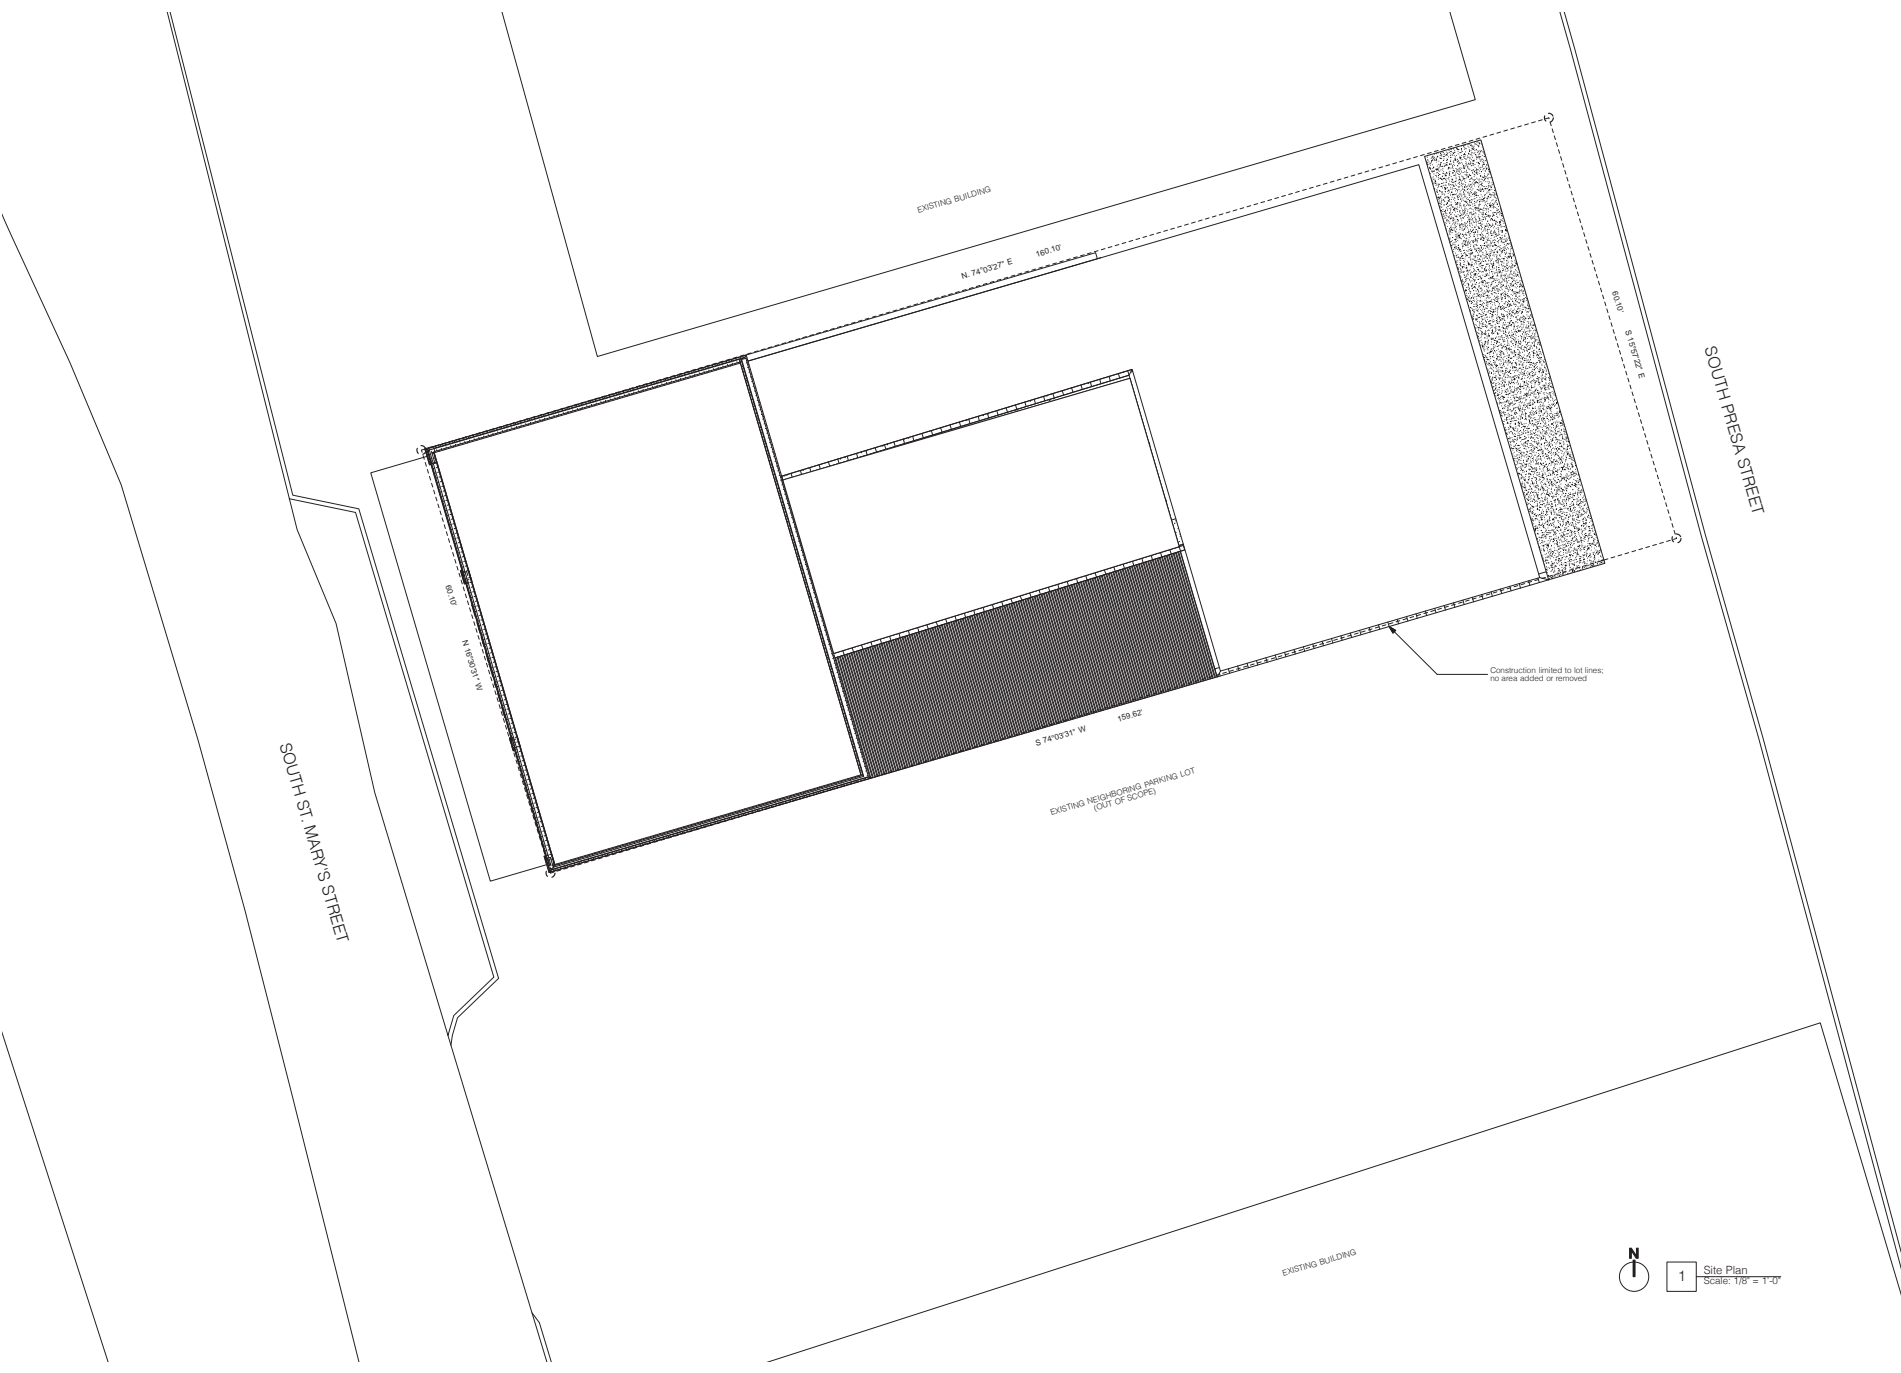 EXISTING BUILDING
N. 74°03'27" E 160.10'
60.10' S 15°57'22" E
SOUTH PRESA STREET
60.10' N 16°30'31" W
Construction limited to lot lines;
no area added or removed
S 74°03'31" W 159.62'
SOUTH ST. MARY'S STREET
EXISTING NEIGHBORING PARKING LOT
(OUT OF SCOPE)
EXISTING BUILDING
N
1
Site Plan
Scale: 1/8" = 1'-0"